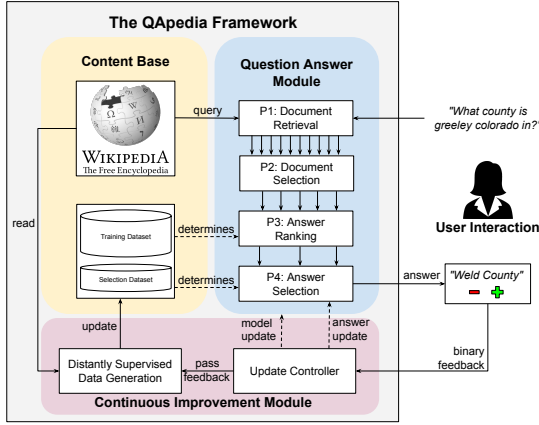 The QApedia Framework
Content Base
Question Answer
Module
WIKIPEDIA
The Free Encyclopedia
query
P1: Document
Retrieval
"What county is
greeley colorado in?"
P2: Document
Selection
read
User Interaction
Training Dataset
determines
P3: Answer
Ranking
Selection Dataset
determines
P4: Answer
Selection
answer
"Weld County"
update
model
update
answer
update
Distantly Supervised
Data Generation
pass
feedback
Update Controller
binary
feedback
Continuous Improvement Module